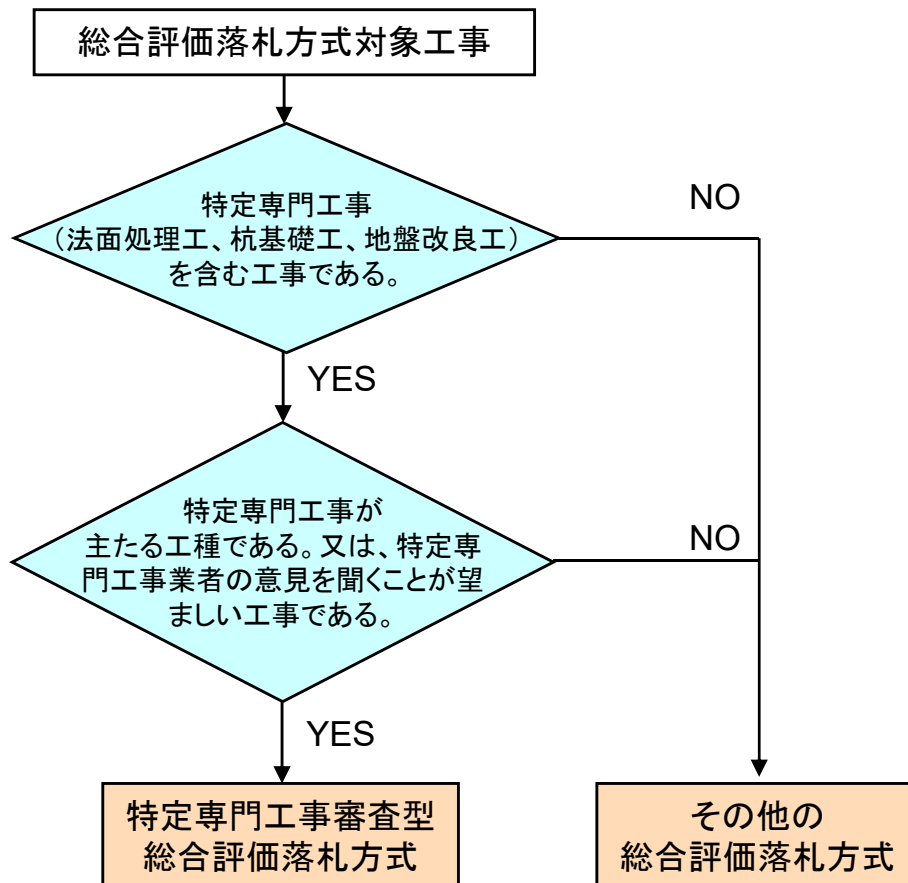 総合評価落札方式対象工事
特定専門工事
（法面処理工、杭基礎工、地盤改良工）
を含む工事である。
NO
YES
特定専門工事が
主たる工種である。又は、特定専
門工事業者の意見を聞くことが望
ましい工事である。
NO
YES
特定専門工事審査型
総合評価落札方式
その他の
総合評価落札方式